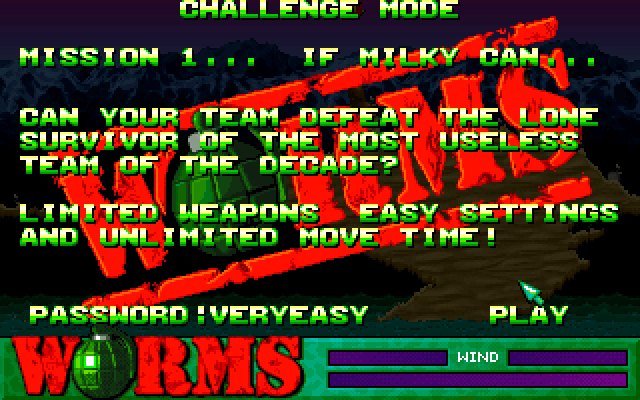 CHALLENGE MODE
MISSION 1... IF MILKY CAN...
CAN YOUR TEAM DEFEAT THE LONE
SURVIVOR OF THE MOST USELESS
TEAM OF THE DECADE?
LIMITED WEAPONS EASY SETTINGS
AND UNLIMITED MOVE TIME!
PASSWORD:VERYEASY PLAY
WORMS
WORMS
WIND